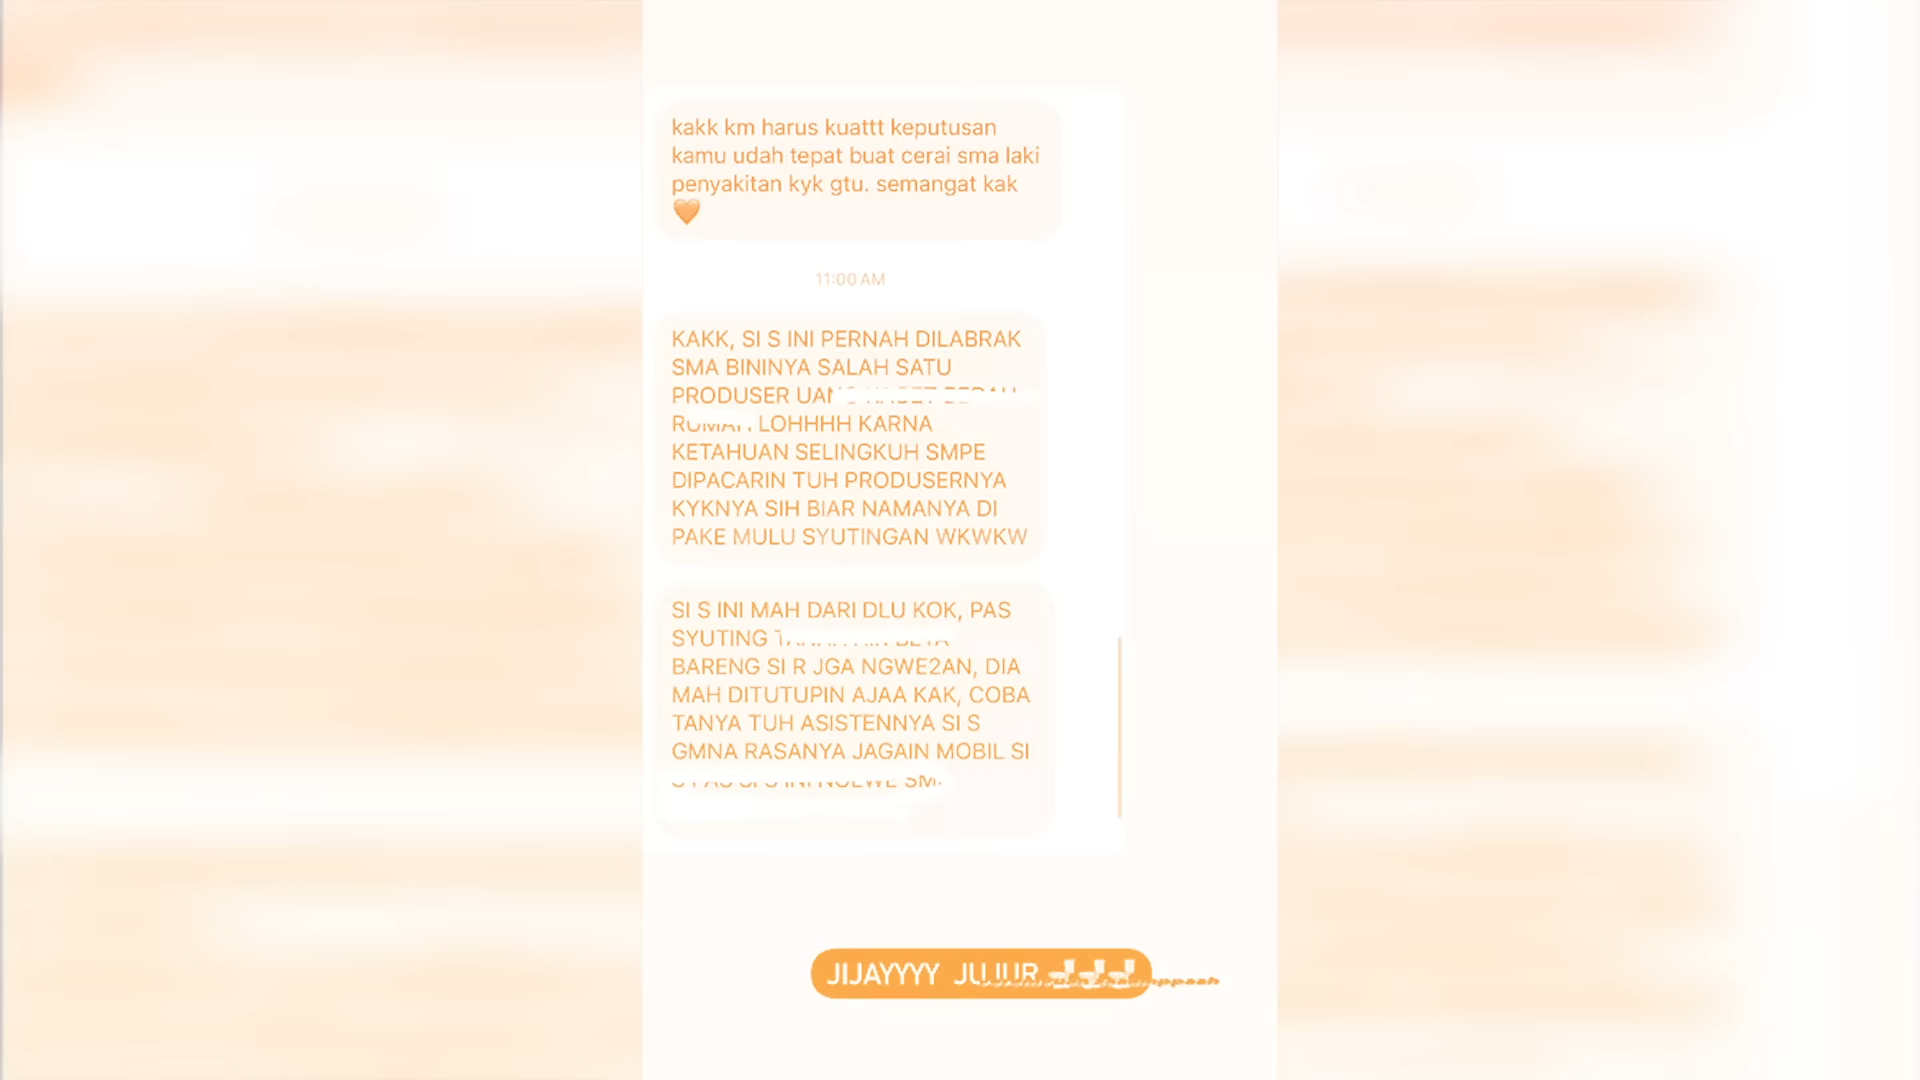 kakk km harus kuattt keputusan
kamu udah tepat buat cerai sma laki
penyakitan kyk gtu. semangat kak
🧡
11:00 AM
KAKK, SI S INI PERNAH DILABRAK
SMA BININYA SALAH SATU
PRODUSER
LOHHHH KARNA
KETAHUAN SELINGKUH SMPE
DIPACARIN TUH PRODUSERNYA
KYKNYA SIH BIAR NAMANYA DI
PAKE MULU SYUTINGAN WKWKW
SI S INI MAH DARI DLU KOK, PAS
SYUTING
BARENG SI R JGA NGWE2AN, DIA
MAH DITUTUPIN AJAA KAK, COBA
TANYA TUH ASISTENNYA SI S
GMNA RASANYA JAGAIN MOBIL SI
JIJAYYYY JUJUR